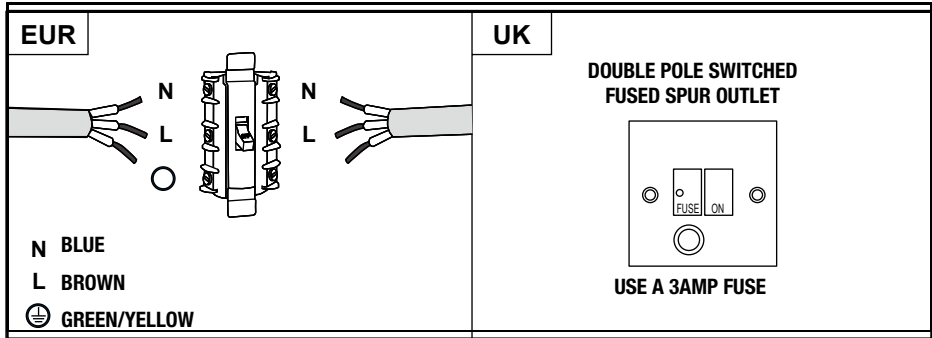 EUR
N
L
N
L
N BLUE
L BROWN
GREEN/YELLOW
UK
DOUBLE POLE SWITCHED
FUSED SPUR OUTLET
FUSE ON
USE A 3AMP FUSE